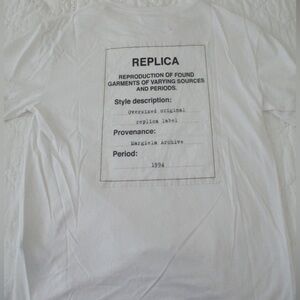 REPLICA
REPRODUCTION OF FOUND
GARMENTS OF VARYING SOURCES
AND PERIODS.
Style description:
Oversized original
replica label
Provenance:
Margiela Archive
Period:
1994